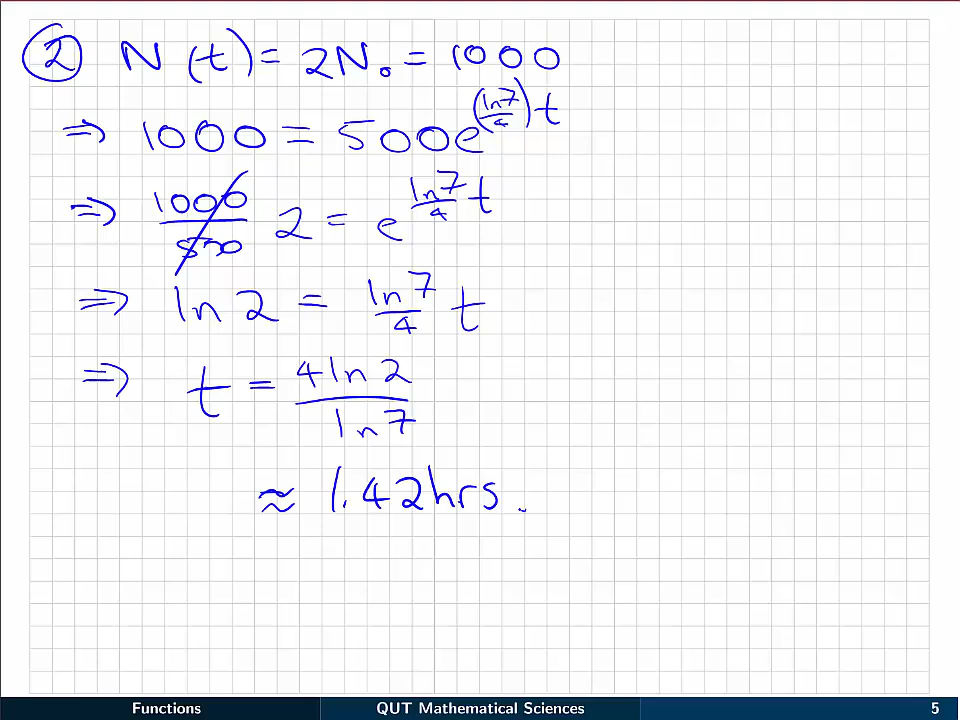 ② N(t) = 2N₀ = 1000
⇒ 1000 = 500e^((ln7/4)t)
⇒ 1000/500 2 = e^(ln7/4 t)
⇒ ln 2 = ln7/4 t
⇒ t = 4ln2/ln7
≈ 1.42hrs.
Functions QUT Mathematical Sciences 5